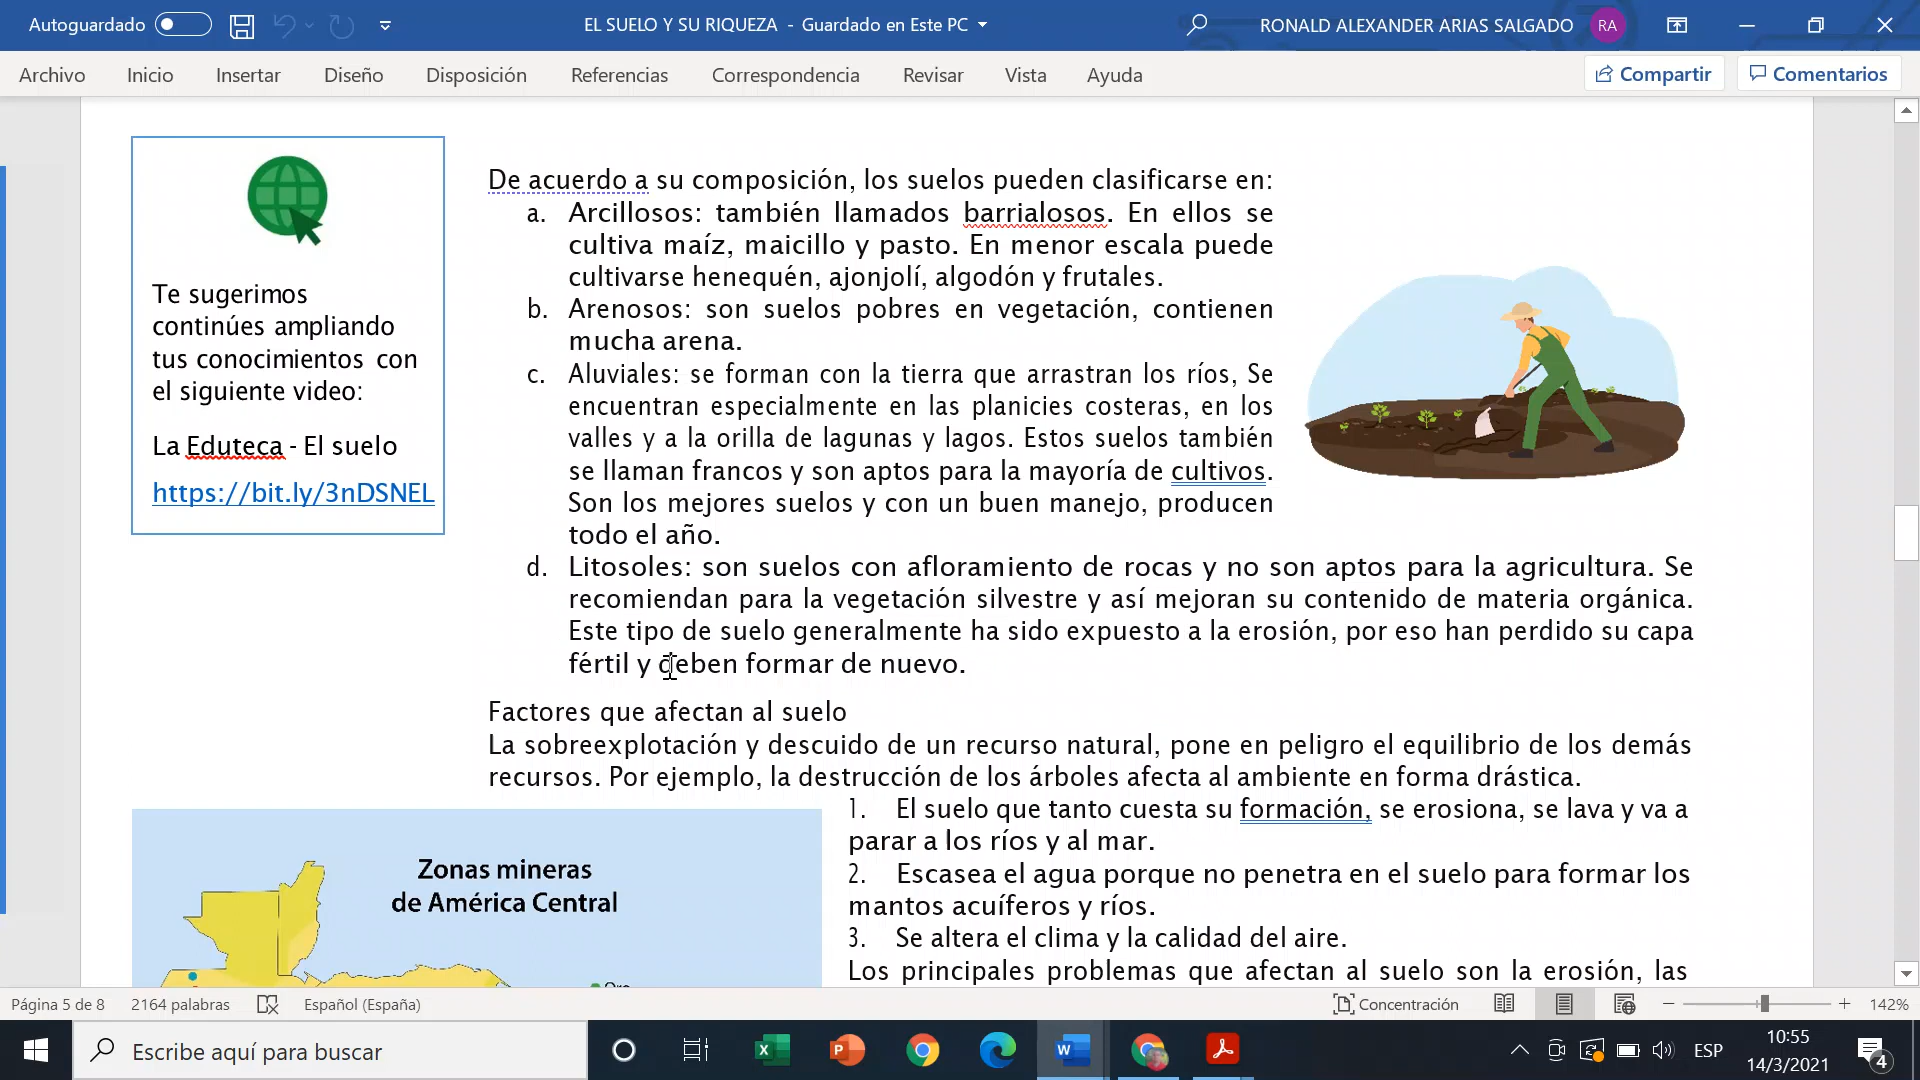 Autoguardado
EL SUELO Y SU RIQUEZA - Guardado en Este PC
RONALD ALEXANDER ARIAS SALGADO RA
Archivo Inicio Insertar Diseño Disposición Referencias Correspondencia Revisar Vista Ayuda Compartir Comentarios
Te sugerimos
continúes ampliando
tus conocimientos con
el siguiente video:
La Eduteca - El suelo
https://bit.ly/3nDSNEL
De acuerdo a su composición, los suelos pueden clasificarse en:
a. Arcillosos: también llamados barrialosos. En ellos se
cultiva maíz, maicillo y pasto. En menor escala puede
cultivarse henequén, ajonjolí, algodón y frutales.
b. Arenosos: son suelos pobres en vegetación, contienen
mucha arena.
c. Aluviales: se forman con la tierra que arrastran los ríos, Se
encuentran especialmente en las planicies costeras, en los
valles y a la orilla de lagunas y lagos. Estos suelos también
se llaman francos y son aptos para la mayoría de cultivos.
Son los mejores suelos y con un buen manejo, producen
todo el año.
d. Litosoles: son suelos con afloramiento de rocas y no son aptos para la agricultura. Se
recomiendan para la vegetación silvestre y así mejoran su contenido de materia orgánica.
Este tipo de suelo generalmente ha sido expuesto a la erosión, por eso han perdido su capa
fértil y deben formar de nuevo.
Factores que afectan al suelo
La sobreexplotación y descuido de un recurso natural, pone en peligro el equilibrio de los demás
recursos. Por ejemplo, la destrucción de los árboles afecta al ambiente en forma drástica.
1. El suelo que tanto cuesta su formación, se erosiona, se lava y va a
parar a los ríos y al mar.
2. Escasea el agua porque no penetra en el suelo para formar los
mantos acuíferos y ríos.
3. Se altera el clima y la calidad del aire.
Los principales problemas que afectan al suelo son la erosión, las
Zonas mineras
de América Central
Página 5 de 8 2164 palabras Español (España) Concentración 142%
Escribe aquí para buscar
ESP
10:55
14/3/2021
4